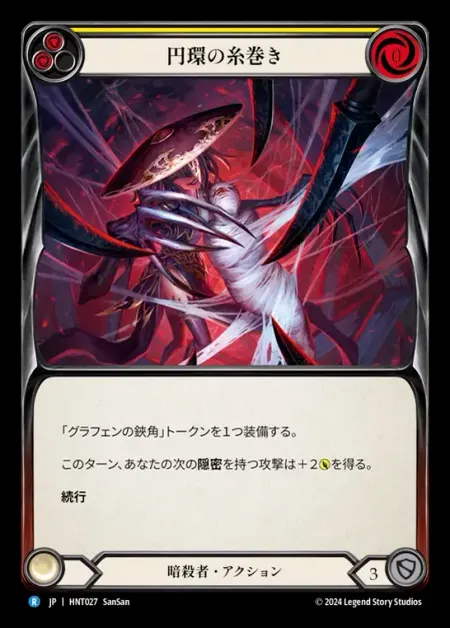 円環の糸巻き
0
「グラフェンの鋏角」トークンを1つ装備する。
このターン、あなたの次の隠密を持つ攻撃は＋2を得る。
続行
暗殺者・アクション
3
R JP | HNT027 SanSan
© 2024 Legend Story Studios